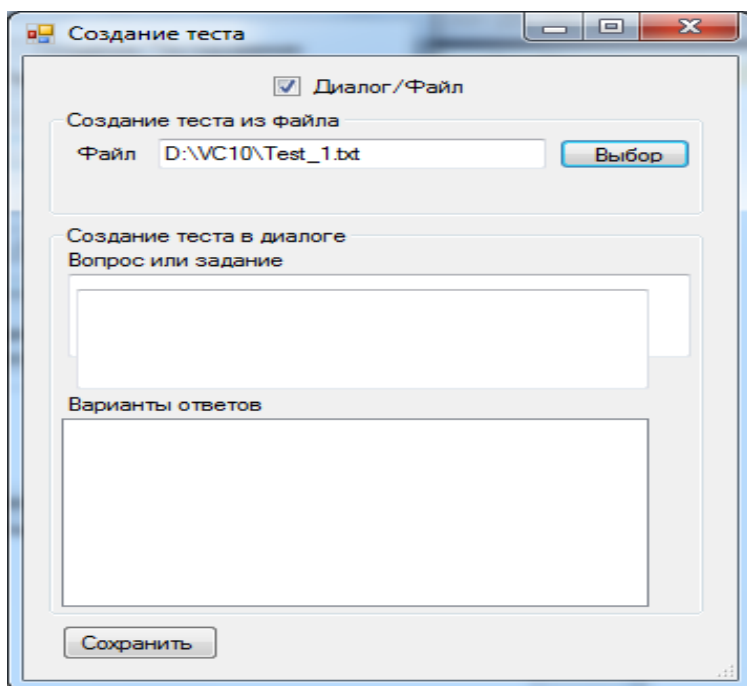 Создание теста
Диалог/Файл
Создание теста из файла
Файл D:\VC10\Test_1.txt Выбор
Создание теста в диалоге
Вопрос или задание
Варианты ответов
Сохранить